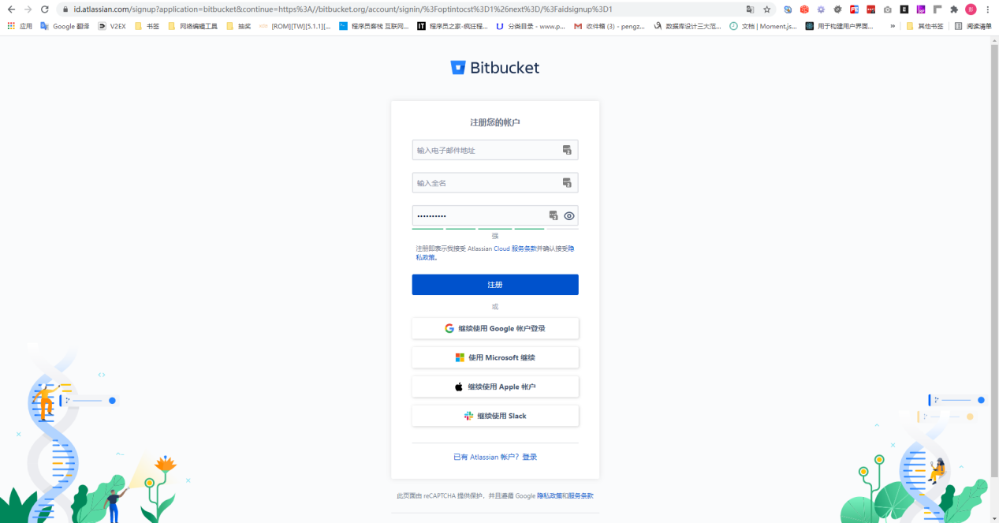 id.atlassian.com/signup?application=bitbucket&continue=https%3A//bitbucket.org/account/signin/%3Foptintocst%3D1%26next%3D/%3Faidsignup%3D1
应用 Google 翻译 V2EX 书签 网络编辑工具 抽奖 [ROM][TW][5.1.1][... 程序员客栈 互联网... 程序员之家-疯狂程... 分类目录 - www.p... 收件箱 (3) - pengz... 数据库设计三大范... 文档 | Moment.js... 用于构建用户界面... » 其他书签 阅读清单
Bitbucket
注册您的帐户
输入电子邮件地址
输入全名
••••••••••
强
注册即表示我接受 Atlassian Cloud 服务条款并确认接受隐
私政策。
注册
或
继续使用 Google 帐户登录
使用 Microsoft 继续
继续使用 Apple 帐户
继续使用 Slack
已有 Atlassian 帐户？登录
此页面由 reCAPTCHA 提供保护，并且遵循 Google 隐私政策和服务条款